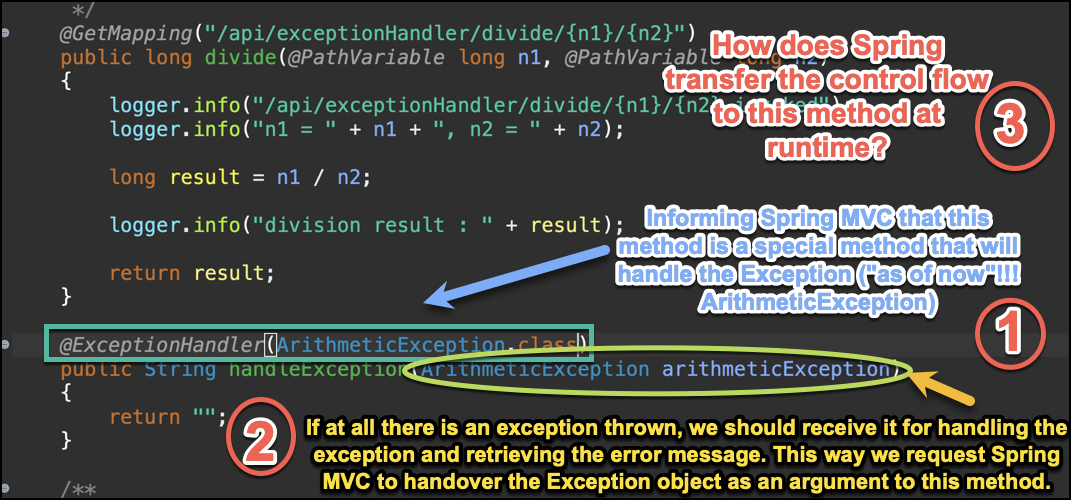 */
@GetMapping("/api/exceptionHandler/divide/{n1}/{n2}")
public long divide(@PathVariable long n1, @PathVariable long n2)
{
logger.info("/api/exceptionHandler/divide/{n1}/{n2}
logger.info("n1 = " + n1 + ", n2 = " + n2);
long result = n1 / n2;
logger.info("division result : " + result);
return result;
}
How does Spring
transfer the control flow
to this method at
runtime?
3
Informing Spring MVC that this
method is a special method that will
handle the Exception ("as of now"!!!
ArithmeticException)
1
@ExceptionHandler(ArithmeticException.class)
public String handleException(ArithmeticException arithmeticException)
{
return "";
}
2
If at all there is an exception thrown, we should receive it for handling the
exception and retrieving the error message. This way we request Spring
MVC to handover the Exception object as an argument to this method.
/**